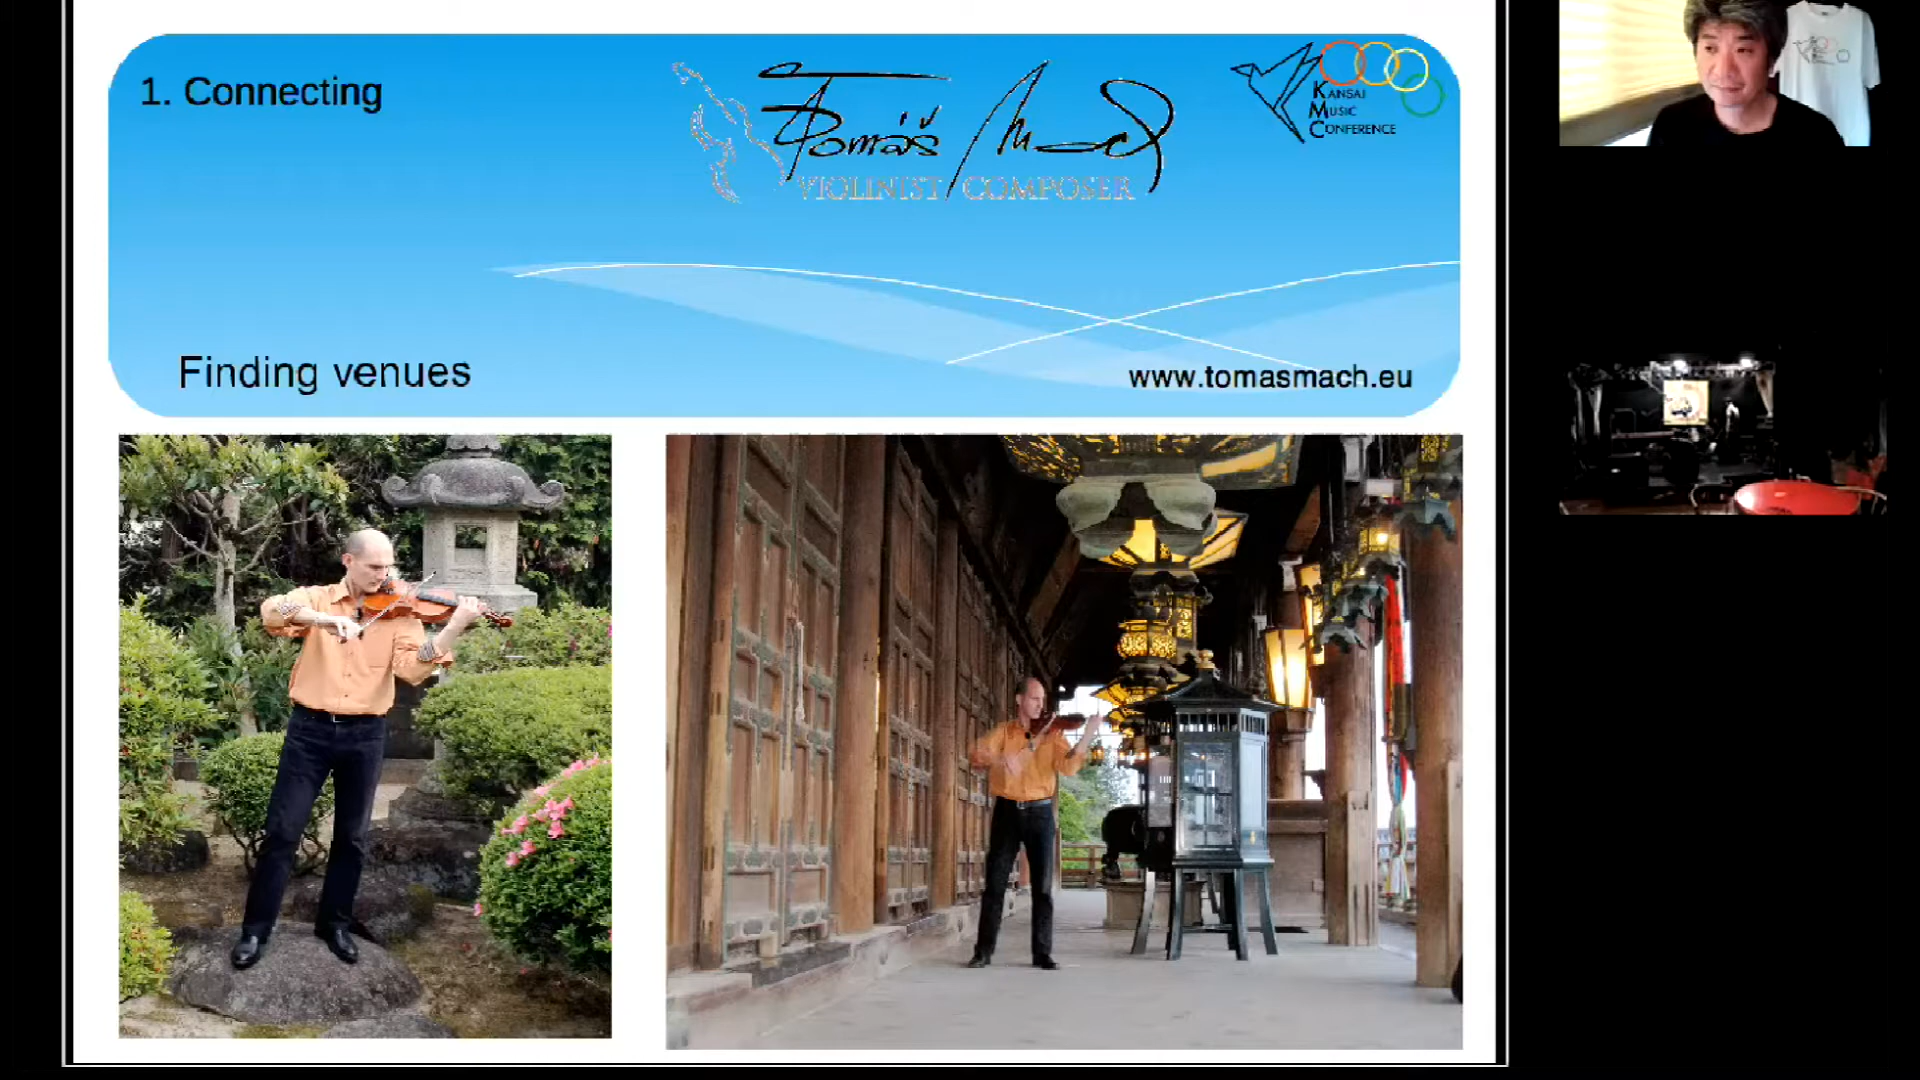 1. Connecting
Tomáš Mach
VIOLINIST/COMPOSER
KANSAI
MUSIC
CONFERENCE
Finding venues
www.tomasmach.eu